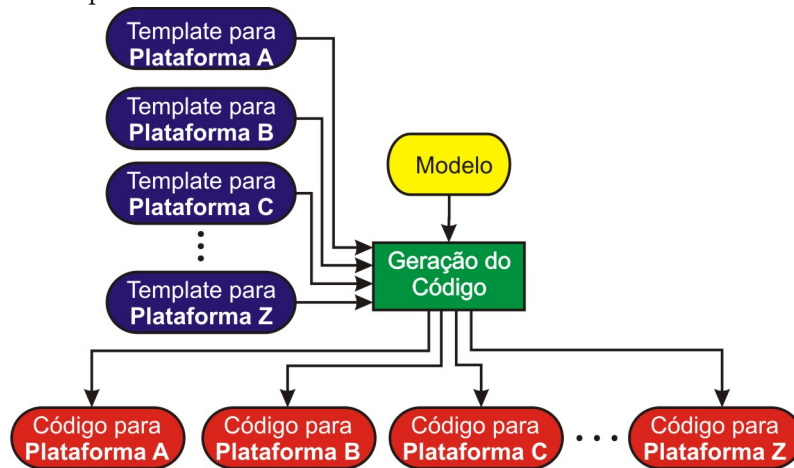 Template para
Plataforma A
Template para
Plataforma B
Modelo
Template para
Plataforma C
Geração do
Código
Template para
Plataforma Z
Código para
Plataforma A
Código para
Plataforma B
Código para
Plataforma C
Código para
Plataforma Z